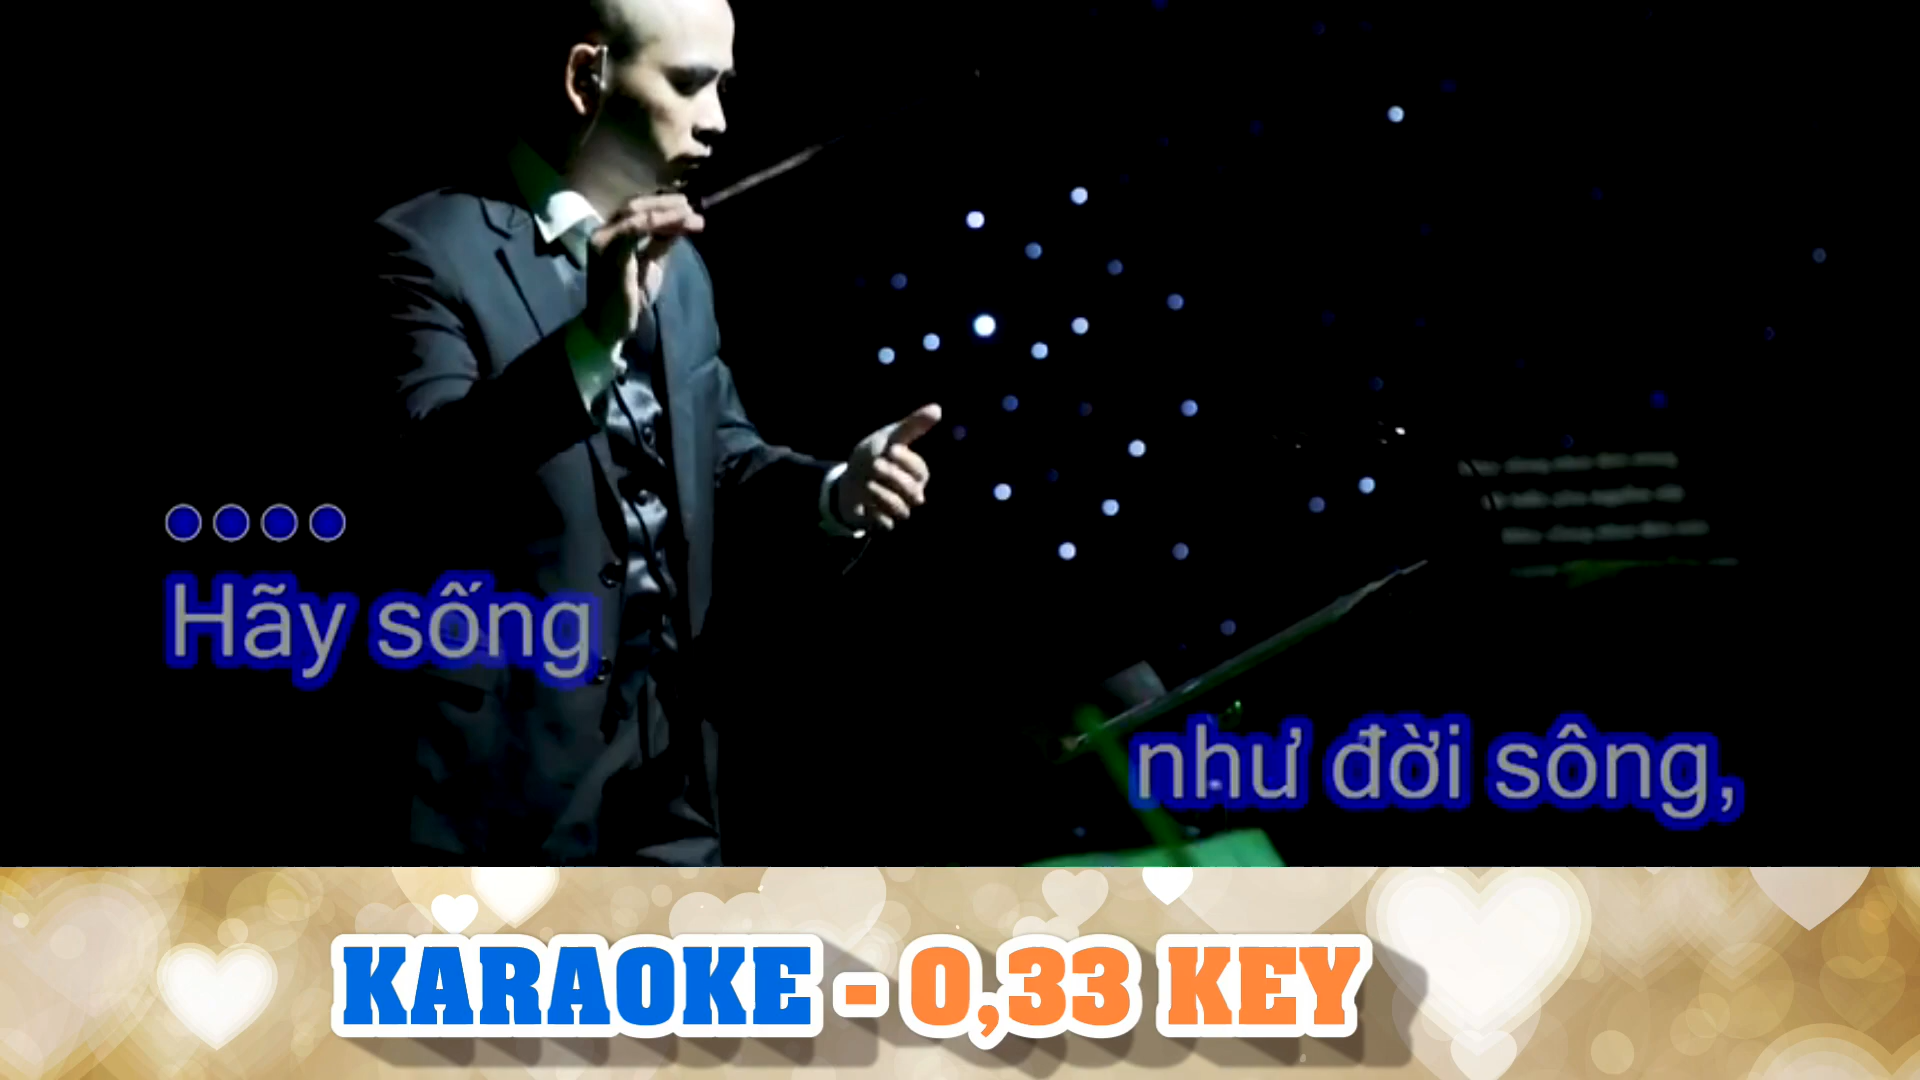 Hãy sống
như đời sông,
KARAOKE - 0,33 KEY